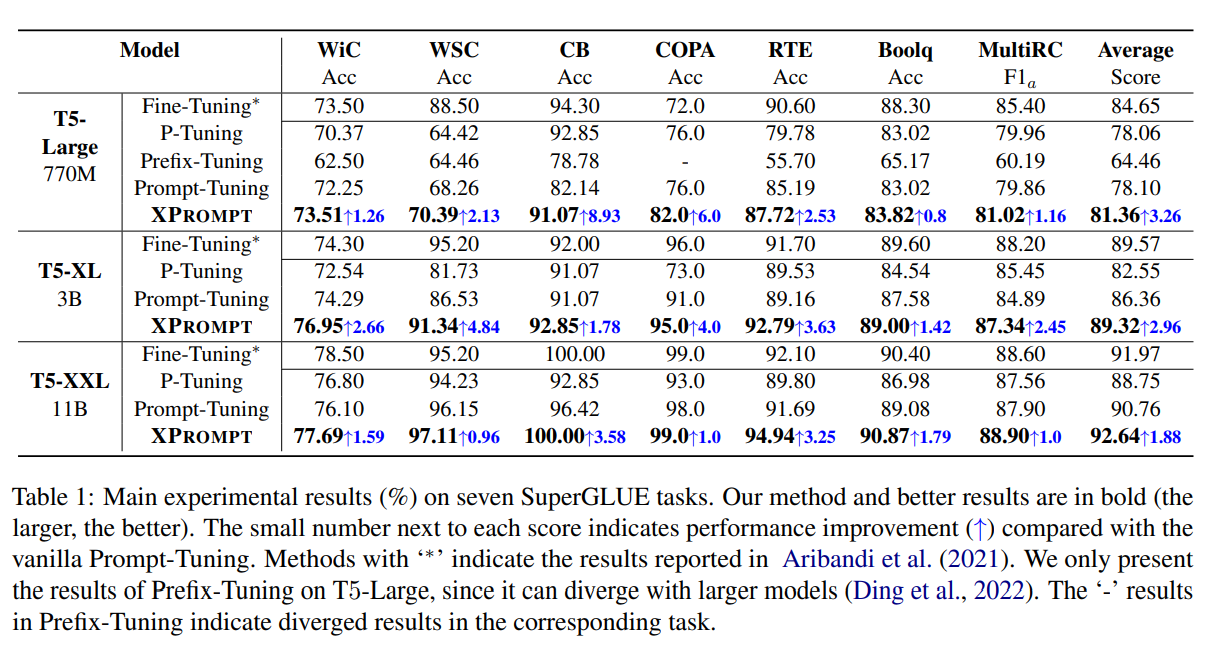 Model WiC WSC CB COPA RTE Boolq MultiRC Average
Acc Acc Acc Acc Acc Acc F1a Score
T5-Large 770M
Fine-Tuning* 73.50 88.50 94.30 72.0 90.60 88.30 85.40 84.65
P-Tuning 70.37 64.42 92.85 76.0 79.78 83.02 79.96 78.06
Prefix-Tuning 62.50 64.46 78.78 - 55.70 65.17 60.19 64.46
Prompt-Tuning 72.25 68.26 82.14 76.0 85.19 83.02 79.86 78.10
XPROMPT 73.51↑1.26 70.39↑2.13 91.07↑8.93 82.0↑6.0 87.72↑2.53 83.82↑0.8 81.02↑1.16 81.36↑3.26
T5-XL 3B
Fine-Tuning* 74.30 95.20 92.00 96.0 91.70 89.60 88.20 89.57
P-Tuning 72.54 81.73 91.07 73.0 89.53 84.54 85.45 82.55
Prompt-Tuning 74.29 86.53 91.07 91.0 89.16 87.58 84.89 86.36
XPROMPT 76.95↑2.66 91.34↑4.84 92.85↑1.78 95.0↑4.0 92.79↑3.63 89.00↑1.42 87.34↑2.45 89.32↑2.96
T5-XXL 11B
Fine-Tuning* 78.50 95.20 100.00 99.0 92.10 90.40 88.60 91.97
P-Tuning 76.80 94.23 92.85 93.0 89.80 86.98 87.56 88.75
Prompt-Tuning 76.10 96.15 96.42 98.0 91.69 89.08 87.90 90.76
XPROMPT 77.69↑1.59 97.11↑0.96 100.00↑3.58 99.0↑1.0 94.94↑3.25 90.87↑1.79 88.90↑1.0 92.64↑1.88
Table 1: Main experimental results (%) on seven SuperGLUE tasks. Our method and better results are in bold (the
larger, the better). The small number next to each score indicates performance improvement (↑) compared with the
vanilla Prompt-Tuning. Methods with ‘*’ indicate the results reported in Aribandi et al. (2021). We only present
the results of Prefix-Tuning on T5-Large, since it can diverge with larger models (Ding et al., 2022). The ‘-’ results
in Prefix-Tuning indicate diverged results in the corresponding task.